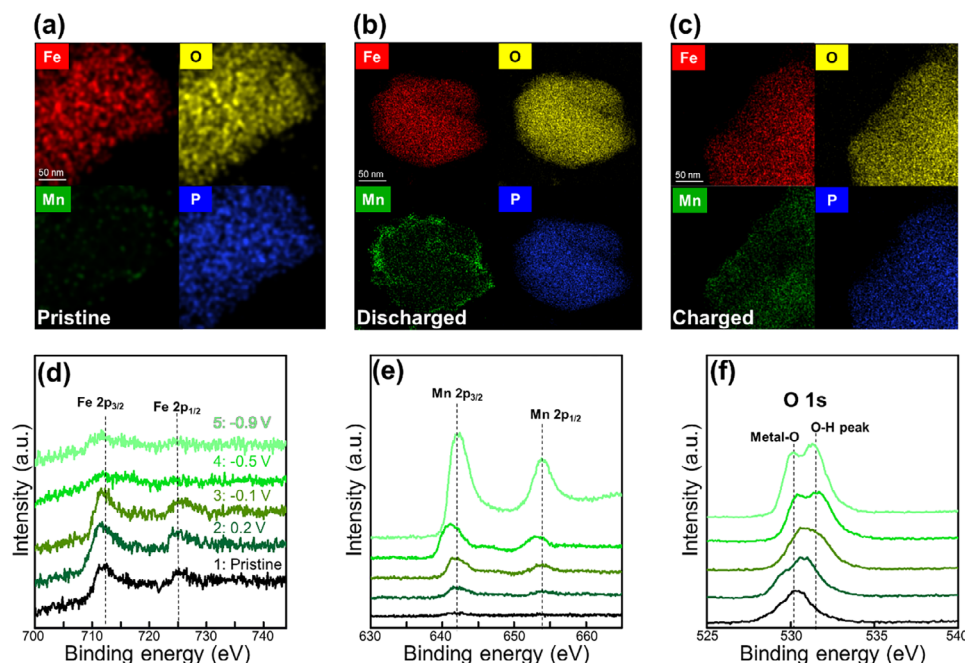 (a)
(b)
(c)
Fe
O
50 nm
Mn
P
Pristine
Fe
O
50 nm
Mn
P
Discharged
Fe
O
50 nm
Mn
P
Charged
(d)
Fe 2p3/2
Fe 2p1/2
5: -0.9 V
4: -0.5 V
3: -0.1 V
2: 0.2 V
1: Pristine
Intensity (a.u.)
700 710 720 730 740
Binding energy (eV)
(e)
Mn 2p3/2
Mn 2p1/2
Intensity (a.u.)
630 640 650 660
Binding energy (eV)
(f)
O 1s
Metal-O
O-H peak
Intensity (a.u.)
525 530 535 540
Binding energy (eV)